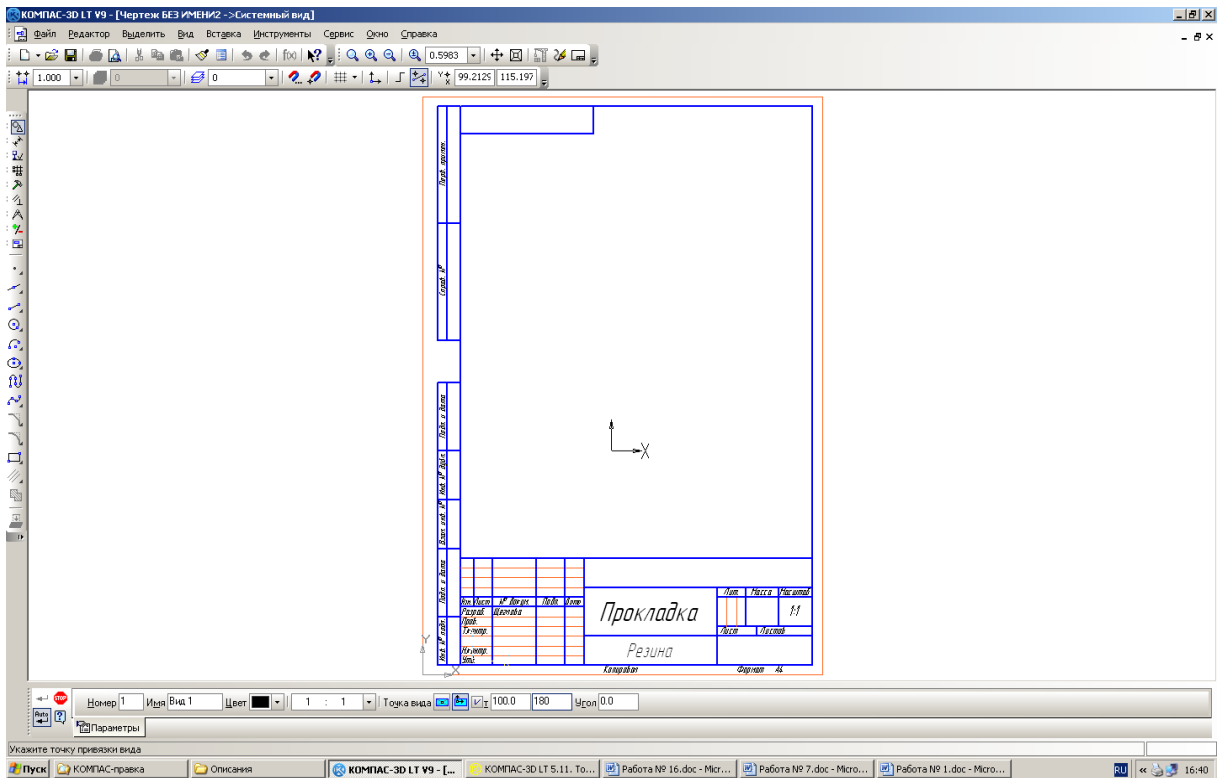 КОМПАС-3D LT V9 - [Чертеж БЕЗ ИМЕНИ2 ->Системный вид]
Файл Редактор Выделить Вид Вставка Инструменты Сервис Окно Справка
0.5983
1.000 0 0 99.2129 115.197
Перв. примен.
Справ. №
Подп. и дата
Инв. № дубл.
Взам. инв. №
Подп. и дата
Инв. № подл.
X
Изм. Лист № докум. Подп. Дата
Разраб.
Пров.
Т.контр.
Н.контр.
Утв.
Прокладка
Резина
Лит. Масса Масштаб
1:1
Лист Листов
Копировал Формат А4
Y
X
Номер 1 Имя Вид 1 Цвет 1 : 1 Точка вида 100.0 180 Угол 0.0
Параметры
Укажите точку привязки вида
Пуск КОМПАС-правка Описания КОМПАС-3D LT V9 - [... КОМПАС-3D LT 5.11. То... Работа № 16.doc - Micr... Работа № 7.doc - Micro... Работа № 1.doc - Micro... RU « 16:40